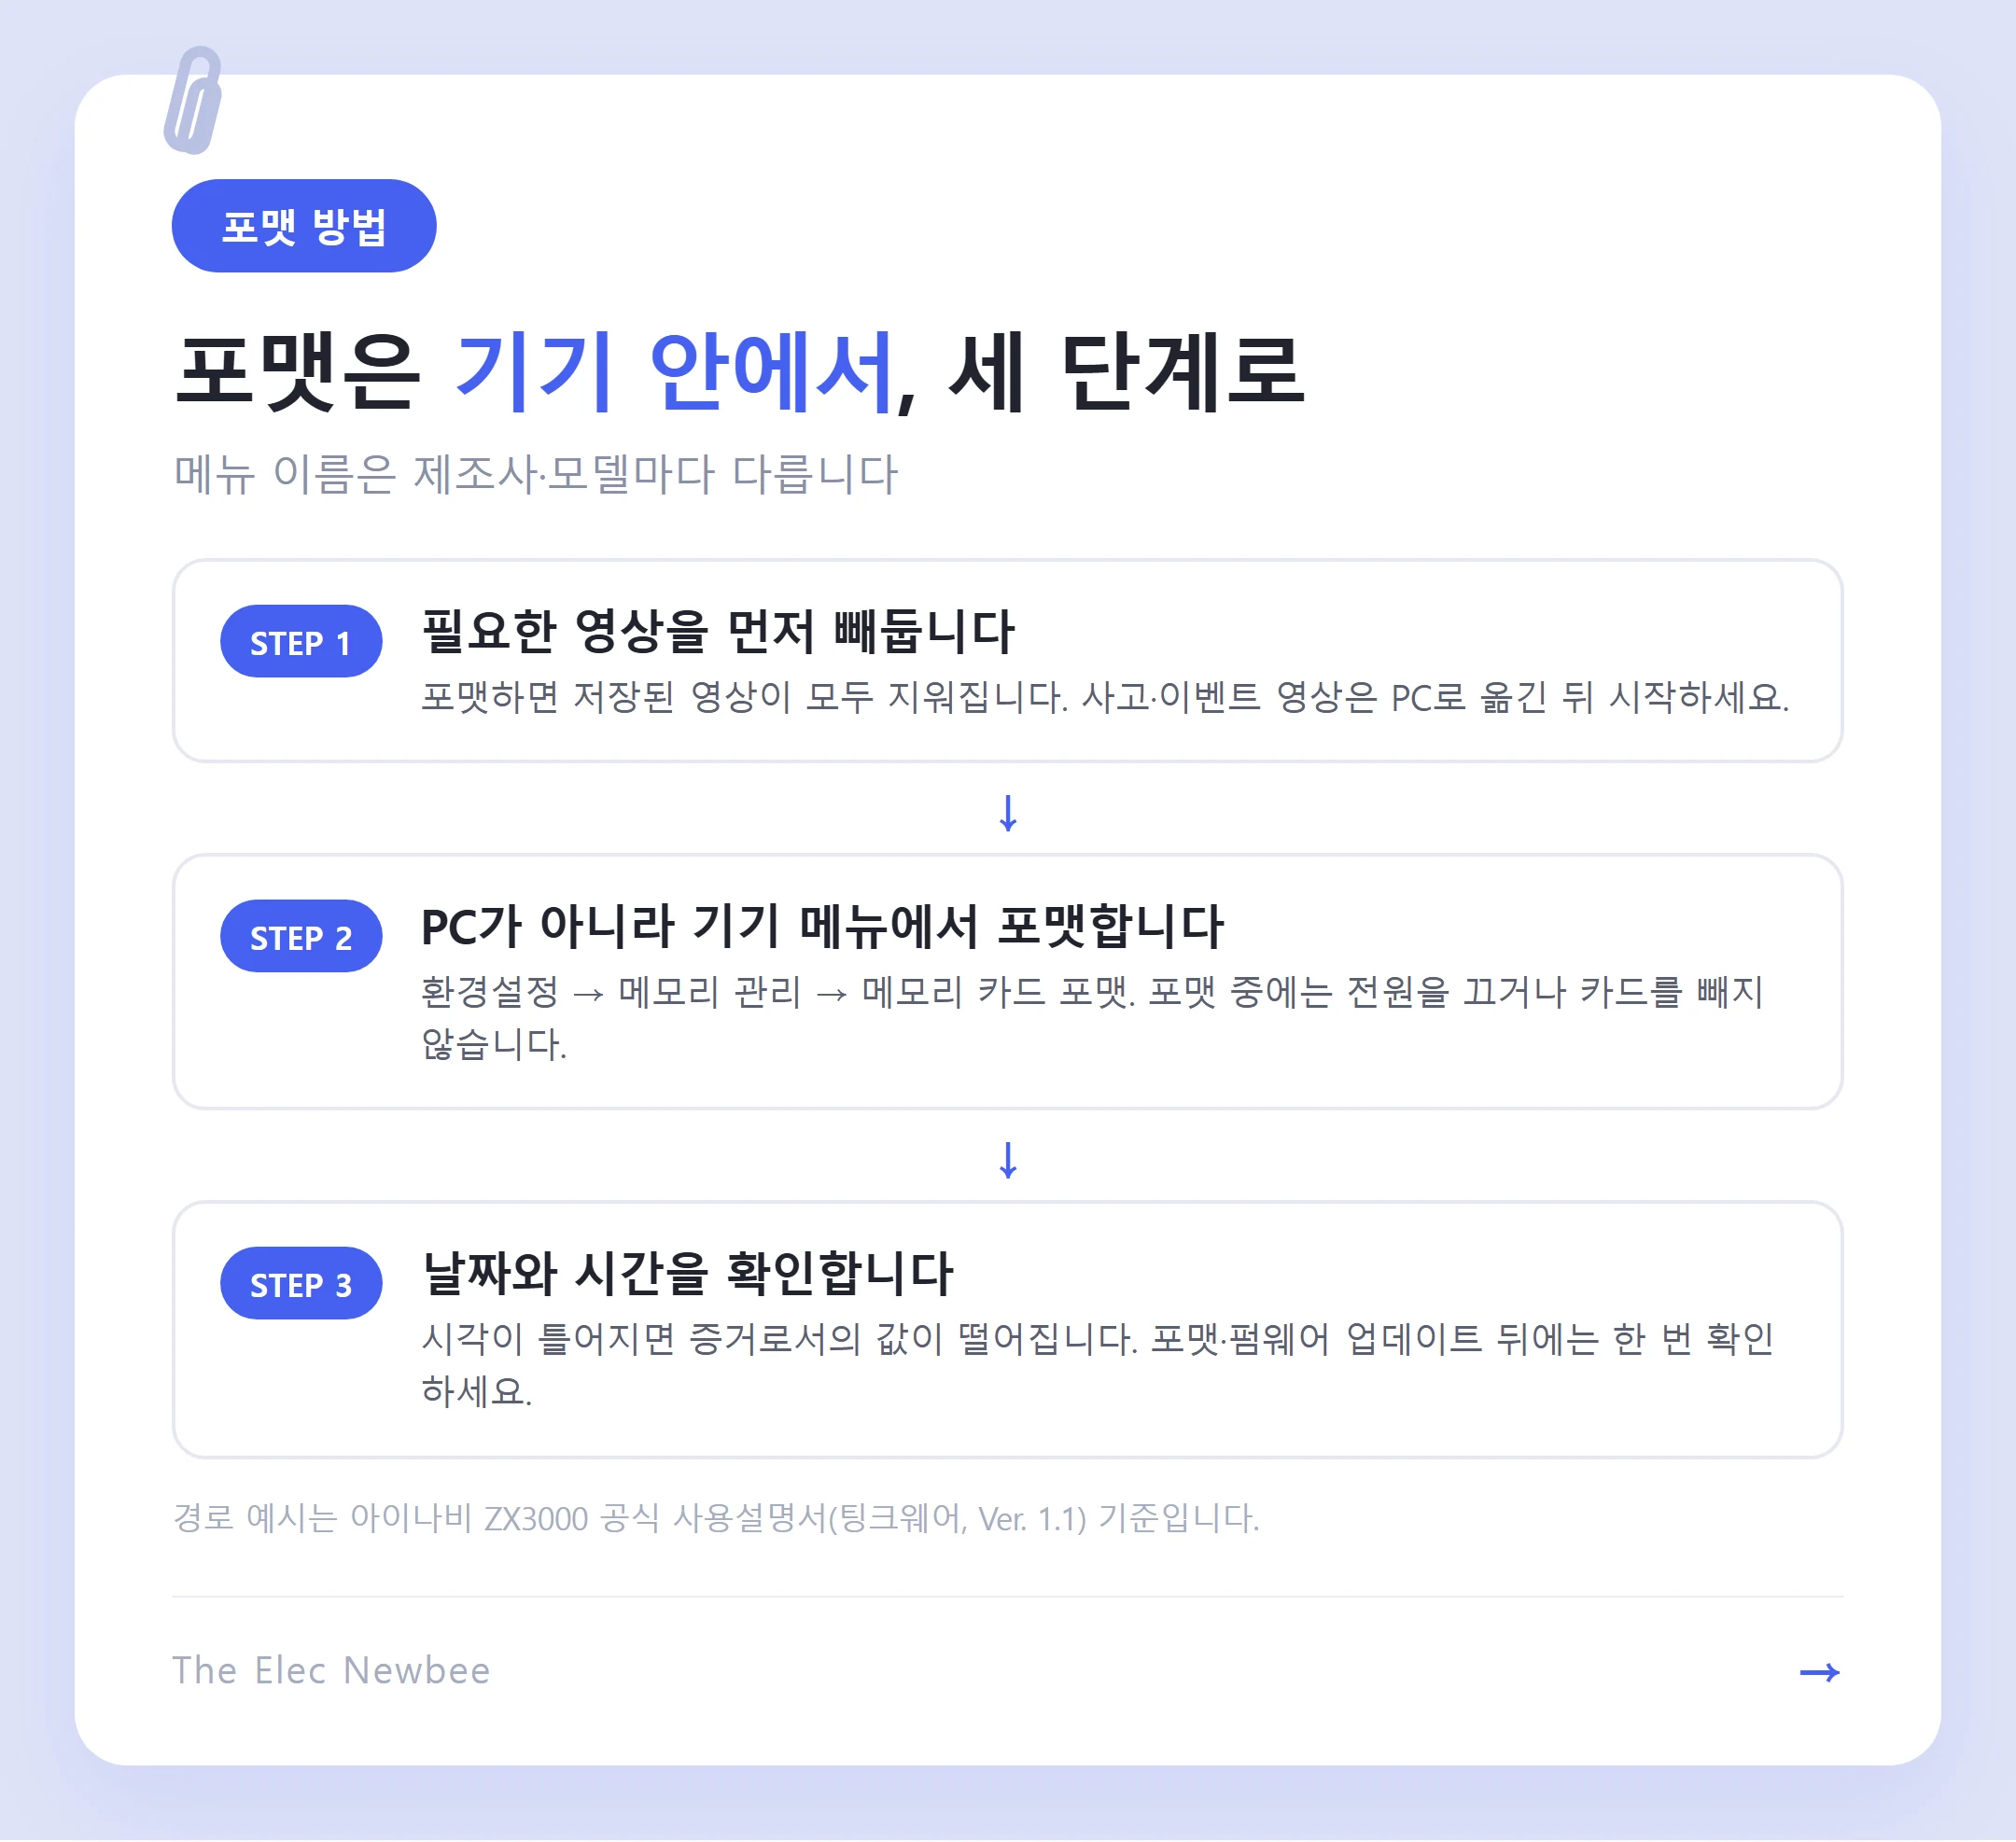 포맷 방법
포맷은 기기 안에서, 세 단계로
메뉴 이름은 제조사·모델마다 다릅니다
STEP 1
필요한 영상을 먼저 빼둡니다
포맷하면 저장된 영상이 모두 지워집니다. 사고·이벤트 영상은 PC로 옮긴 뒤 시작하세요.
↓
STEP 2
PC가 아니라 기기 메뉴에서 포맷합니다
환경설정 → 메모리 관리 → 메모리 카드 포맷. 포맷 중에는 전원을 끄거나 카드를 빼지
않습니다.
↓
STEP 3
날짜와 시간을 확인합니다
시각이 틀어지면 증거로서의 값이 떨어집니다. 포맷·펌웨어 업데이트 뒤에는 한 번 확인
하세요.
경로 예시는 아이나비 ZX3000 공식 사용설명서(팅크웨어, Ver. 1.1) 기준입니다.
The Elec Newbee
→